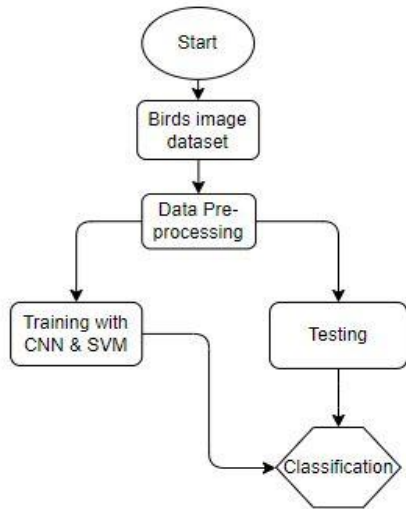 Start
Birds image
dataset
Data Pre-
processing
Training with
CNN & SVM
Testing
Classification